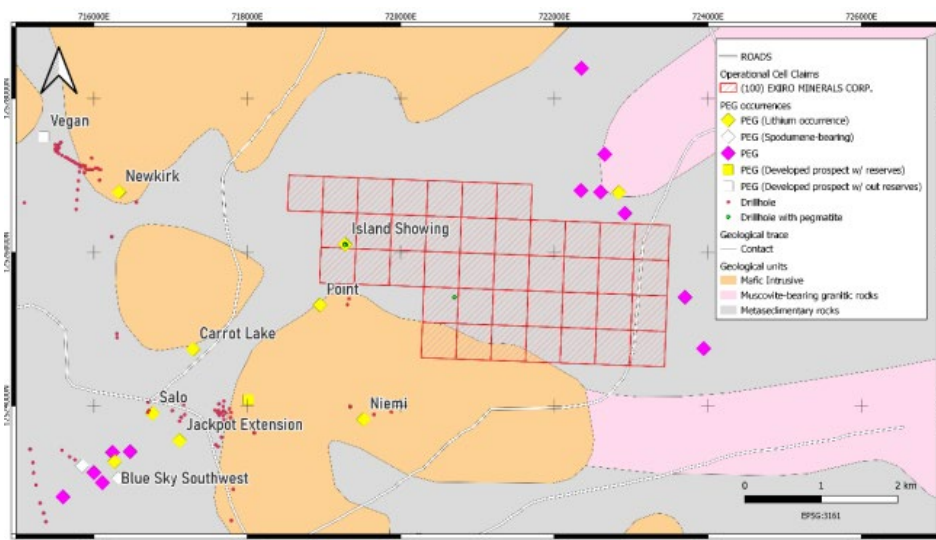 716000E 718000E 720000E 722000E 724000E 726000E
ROADS
Operational Cell Claims
(100) EXIRO MINERALS CORP.
PEG occurrences
PEG (Lithium occurrence)
PEG (Spodumene-bearing)
PEG
PEG (Developed prospect w/ reserves)
PEG (Developed prospect w/ out reserves)
Drillhole
Drillhole with pegmatite
Geological trace
Contact
Geological units
Mafic Intrusive
Muscovite-bearing granitic rocks
Metasedimentary rocks
Vegan
Newkirk
Island Showing
Point
Carrot Lake
Salo
Niemi
Jackpot Extension
Blue Sky Southwest
0 1 2 km
EPSG:3161